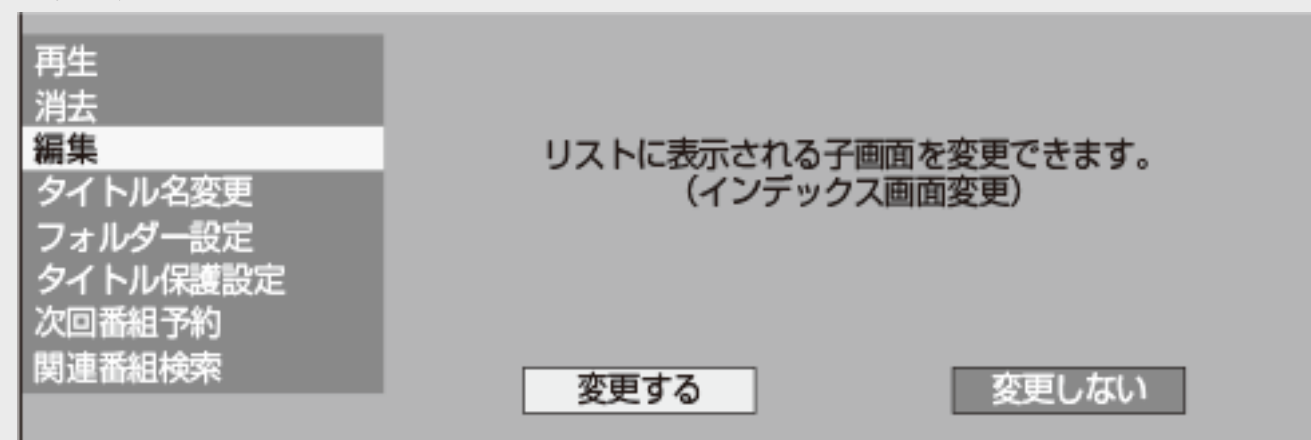 再生
消去
編集
タイトル名変更
フォルダー設定
タイトル保護設定
次回番組予約
関連番組検索
リストに表示される子画面を変更できます。
（インデックス画面変更）
変更する
変更しない